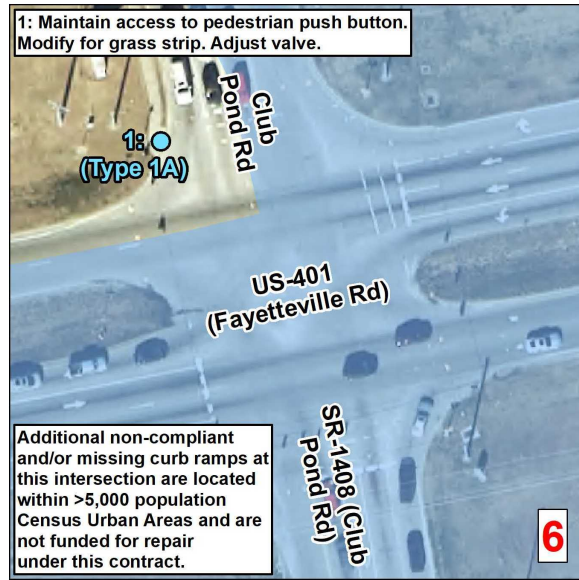 1: Maintain access to pedestrian push button.
Modify for grass strip. Adjust valve.
Club
Pond Rd
1:
(Type 1A)
US-401
(Fayetteville Rd)
SR-1408 (Club
Pond Rd)
Additional non-compliant
and/or missing curb ramps at
this intersection are located
within >5,000 population
Census Urban Areas and are
not funded for repair
under this contract.
6